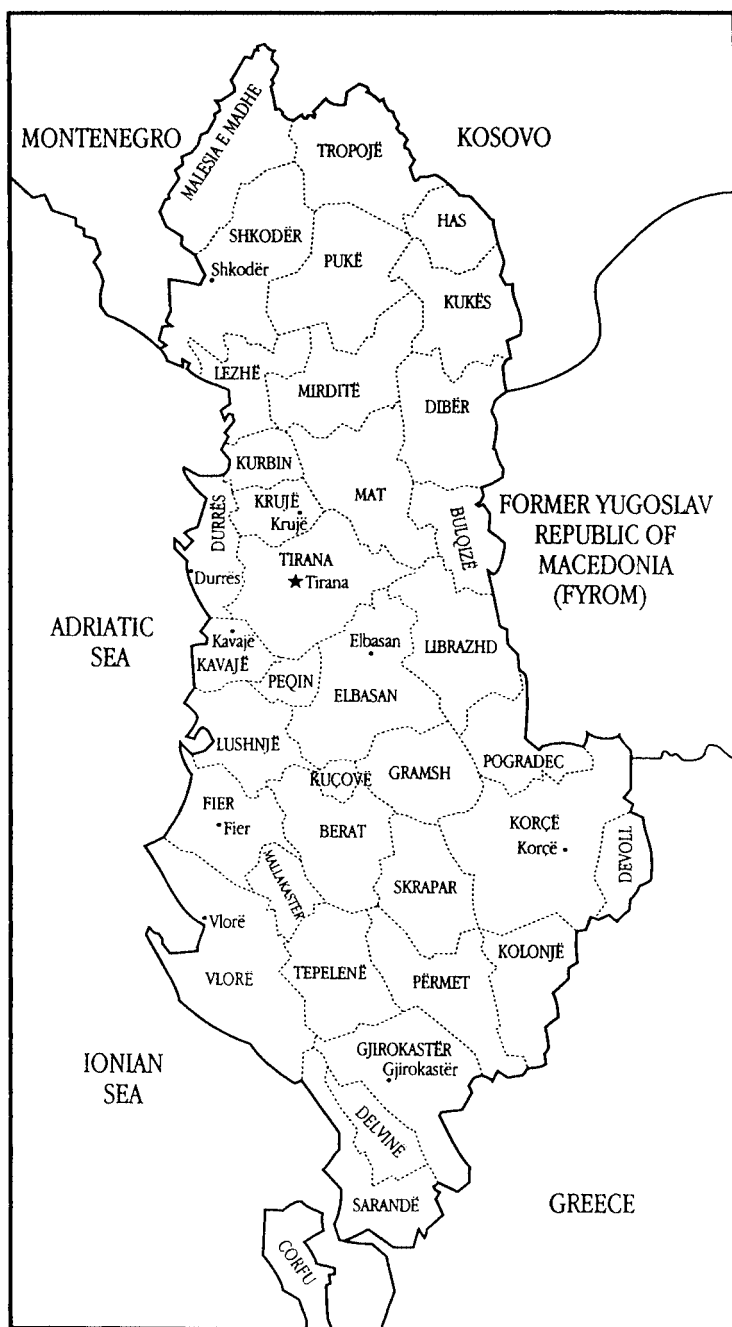 MONTENEGRO
MALESIA E MADHE
TROPOJË
KOSOVO
HAS
SHKODËR
Shkodër
PUKË
KUKËS
LEZHË
MIRDITË
DIBËR
KURBIN
MAT
DURRËS
KRUJË
Krujë
BULQIZË
FORMER YUGOSLAV
REPUBLIC OF
MACEDONIA
(FYROM)
TIRANA
Tirana
Durrës
ADRIATIC
SEA
Kavajë
KAVAJË
Elbasan
LIBRAZHD
PEQIN
ELBASAN
LUSHNJË
KUÇOVË
GRAMSH
POGRADEC
FIER
Fier
BERAT
KORÇË
Korçë
DEVOLL
MALLAKASTËR
SKRAPAR
Vlorë
VLORË
TEPELENË
PËRMET
KOLONJË
IONIAN
SEA
GJIROKASTËR
Gjirokastër
DELVINË
SARANDË
GREECE
CORFU